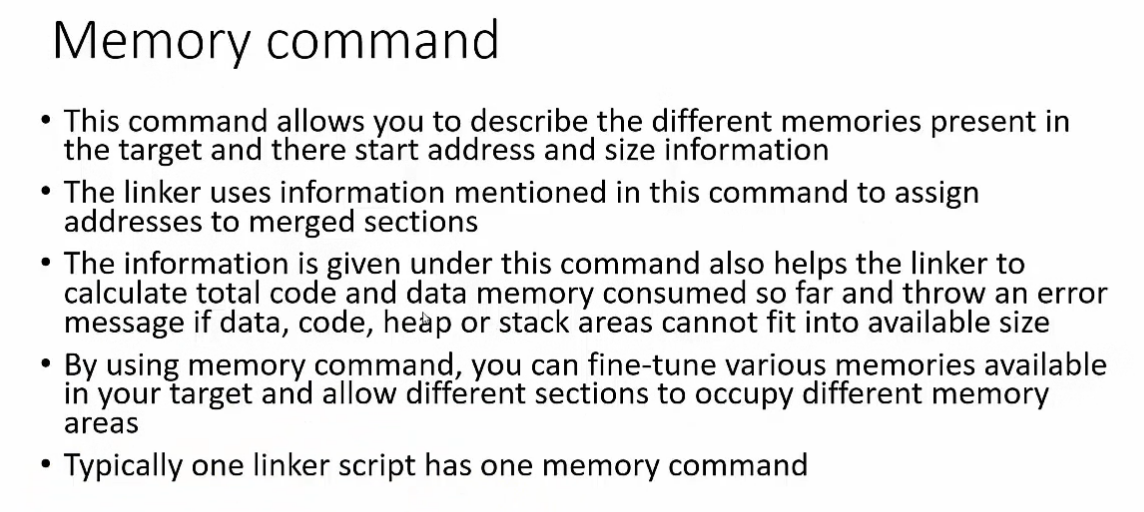 Memory command
• This command allows you to describe the different memories present in
the target and there start address and size information
• The linker uses information mentioned in this command to assign
addresses to merged sections
• The information is given under this command also helps the linker to
calculate total code and data memory consumed so far and throw an error
message if data, code, heap or stack areas cannot fit into available size
• By using memory command, you can fine-tune various memories available
in your target and allow different sections to occupy different memory
areas
• Typically one linker script has one memory command